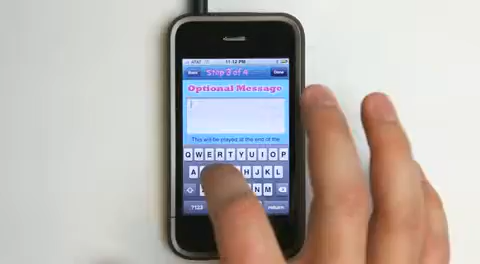 AT&T 11:12 PM
Step 3 of 4
Done
Optional Message
This will be played at the end of the
Q W E R T Y U I O P
A H J K L
N M
.?123 return